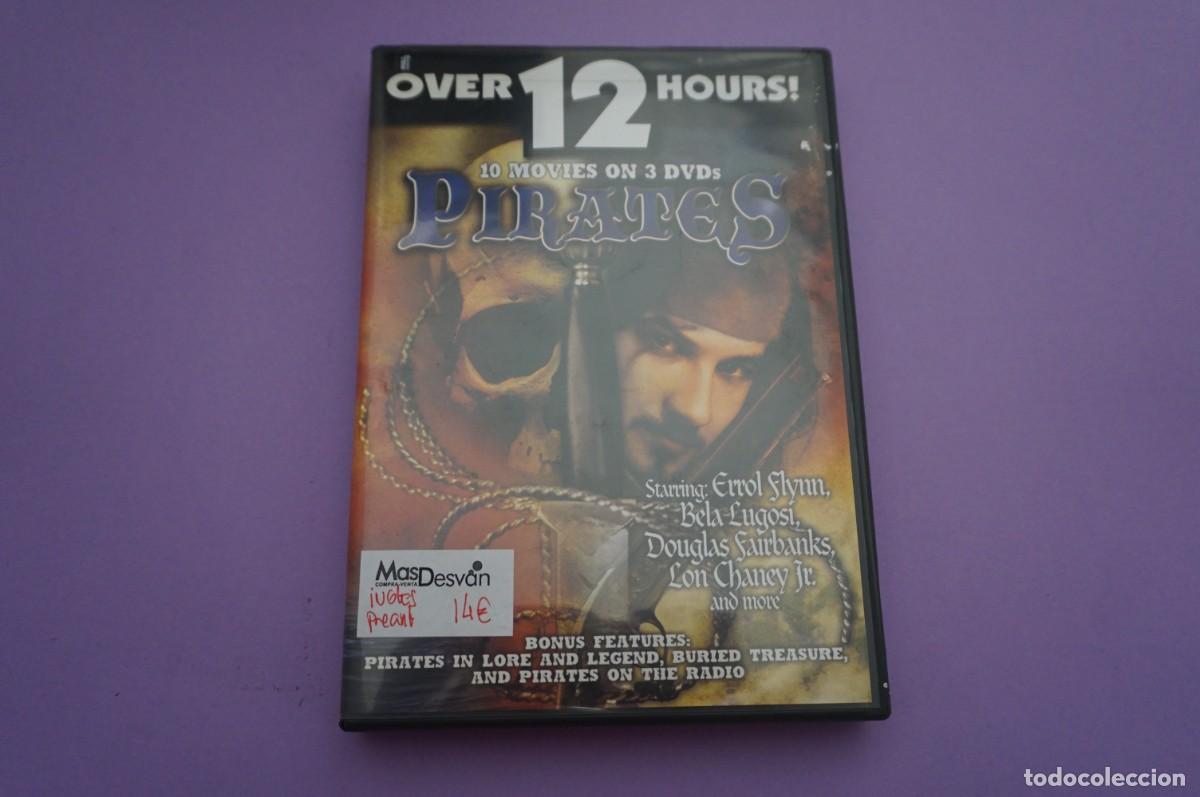 OVER 12 HOURS!
10 MOVIES ON 3 DVDs
PIRATES
Starring: Errol Flynn,
Bela Lugosi,
Douglas Fairbanks,
Lon Chaney Jr.
and more
MasDesván
COMPRA-VENTA
14€
BONUS FEATURES:
PIRATES IN LORE AND LEGEND, BURIED TREASURE,
AND PIRATES ON THE RADIO
todocoleccion